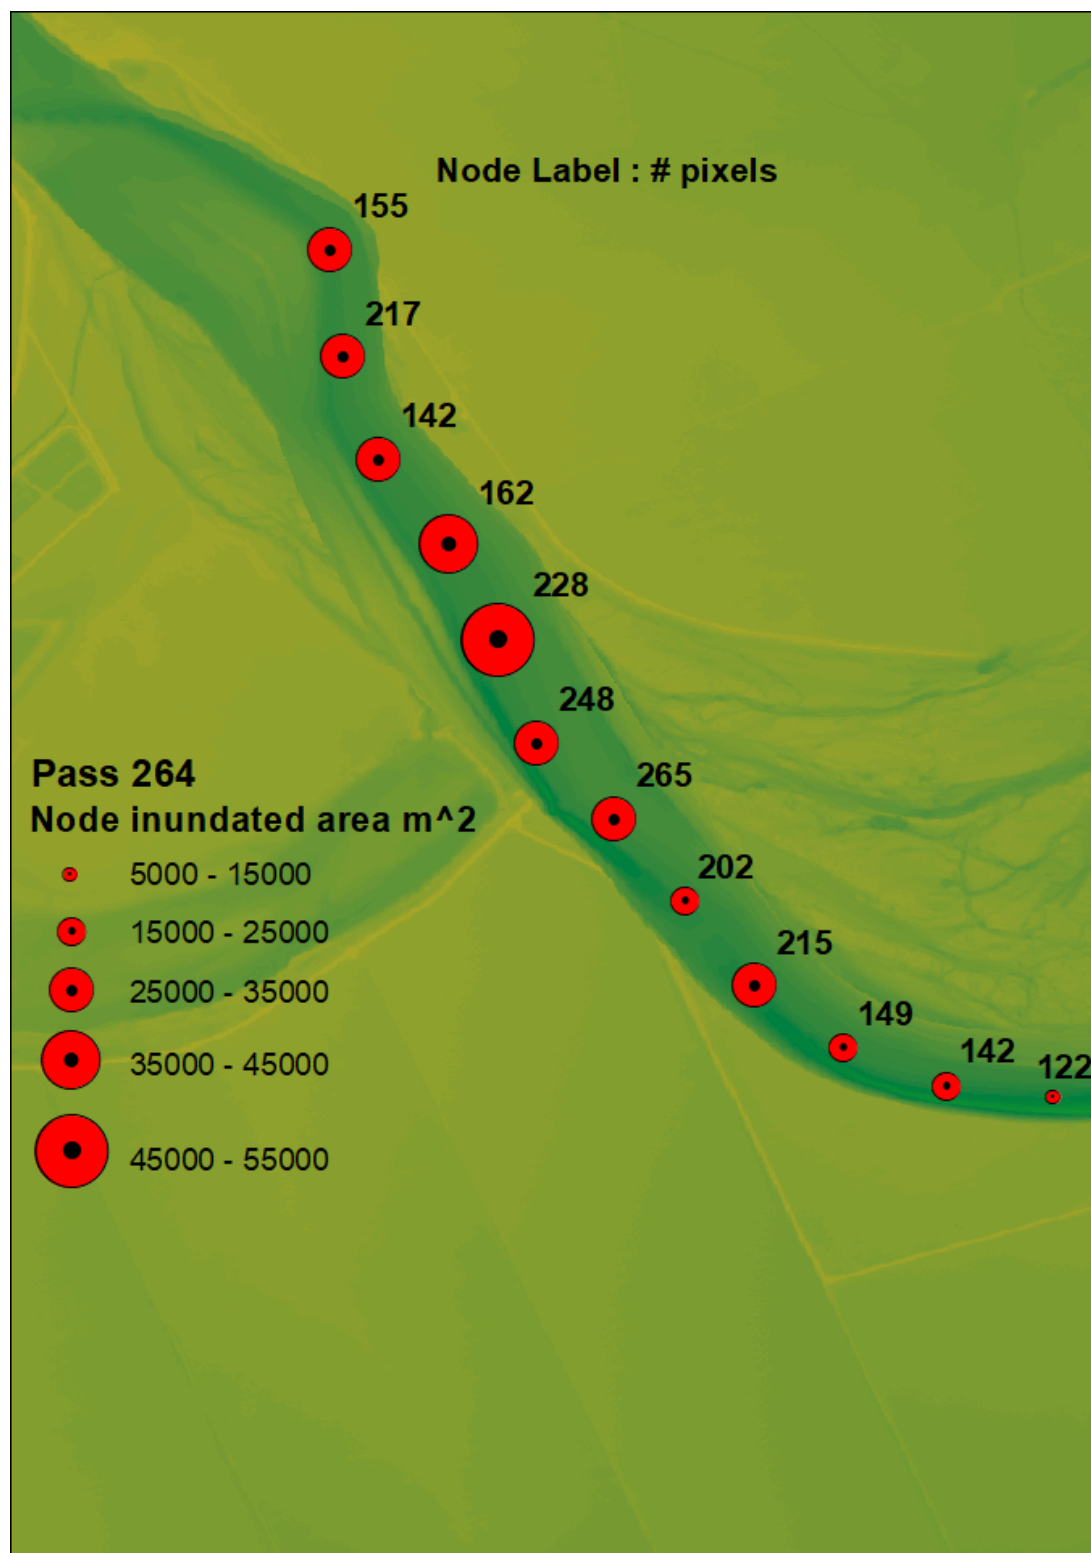 Node Label : # pixels
155
217
142
162
228
248
265
202
215
149
142
122
Pass 264
Node inundated area m^2
5000 - 15000
15000 - 25000
25000 - 35000
35000 - 45000
45000 - 55000